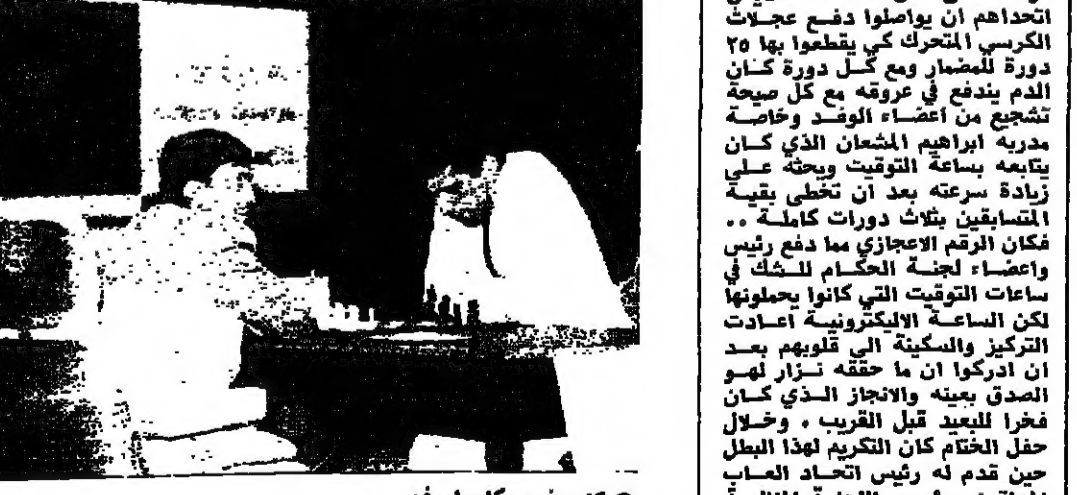 اتحداهم ان يواصلوا دفع عجلات
الكرسي المتحرك كي يقطعوا بها ٢٥
دورة للمضمار ومع كل دورة كان
الدم يندفع في عروقه مع كل صيحة
تشجيع من اعضاء الوفد وخاصة
مدربه ابراهيم المشعان الذي كان
يتابعه بساعة التوقيت ويحثه على
زيادة سرعته بعد ان تخطى بقية
المتسابقين بثلاث دورات كاملة ..
فكان الرقم الاعجازي مما دفع رئيس
واعضاء لجنة الحكام للشك في
ساعات التوقيت التي كانوا يحملونها
لكن الساعة الاليكترونية اعادت
التركيز والسكينة الى قلوبهم بعد
ان ادركوا ان ما حققه نزار لهو
الصدق بعينه والانجاز الذي كان
فخرا للبعيد قبل القريب . وخلال
حفل الختام كان التكريم لهذا البطل
حين قدم له رئيس اتحاد العاب